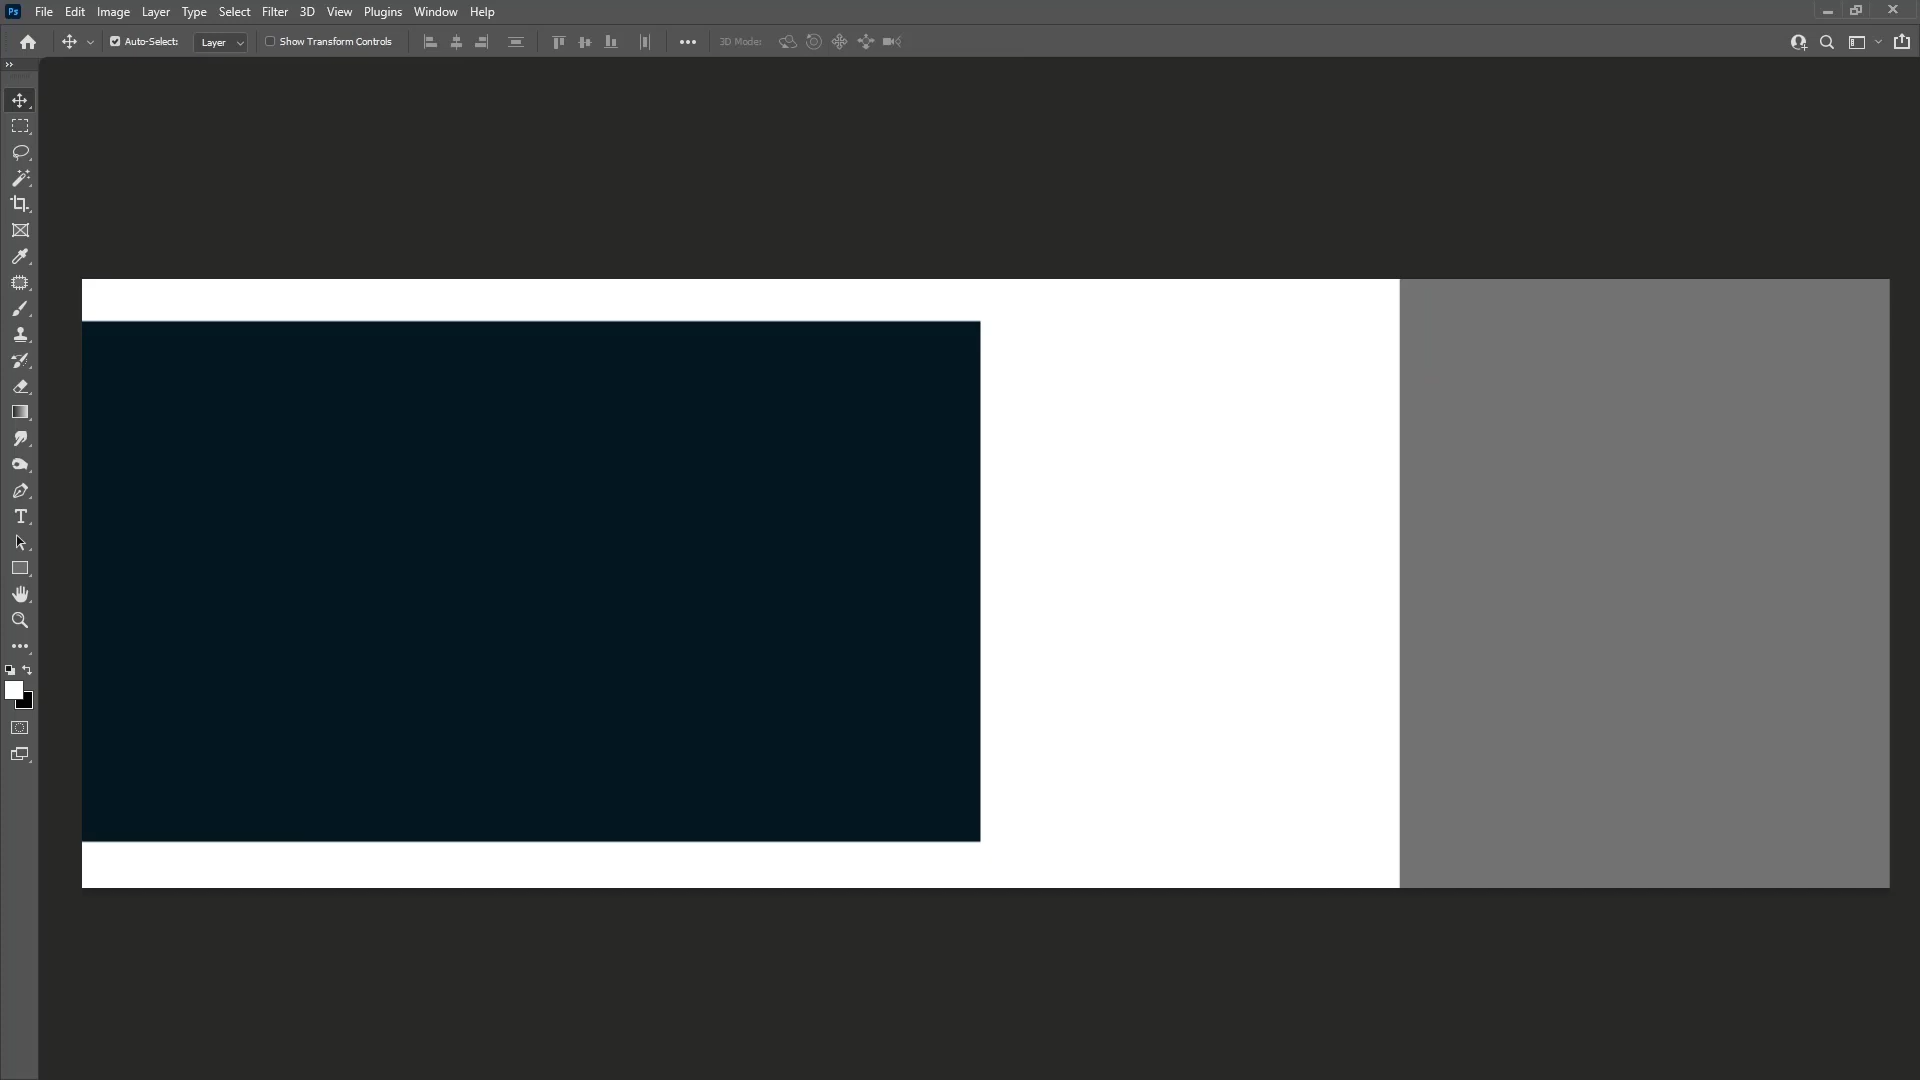 Ps File Edit Image Layer Type Select Filter 3D View Plugins Window Help
Auto-Select: Layer Show Transform Controls 3D Mode: